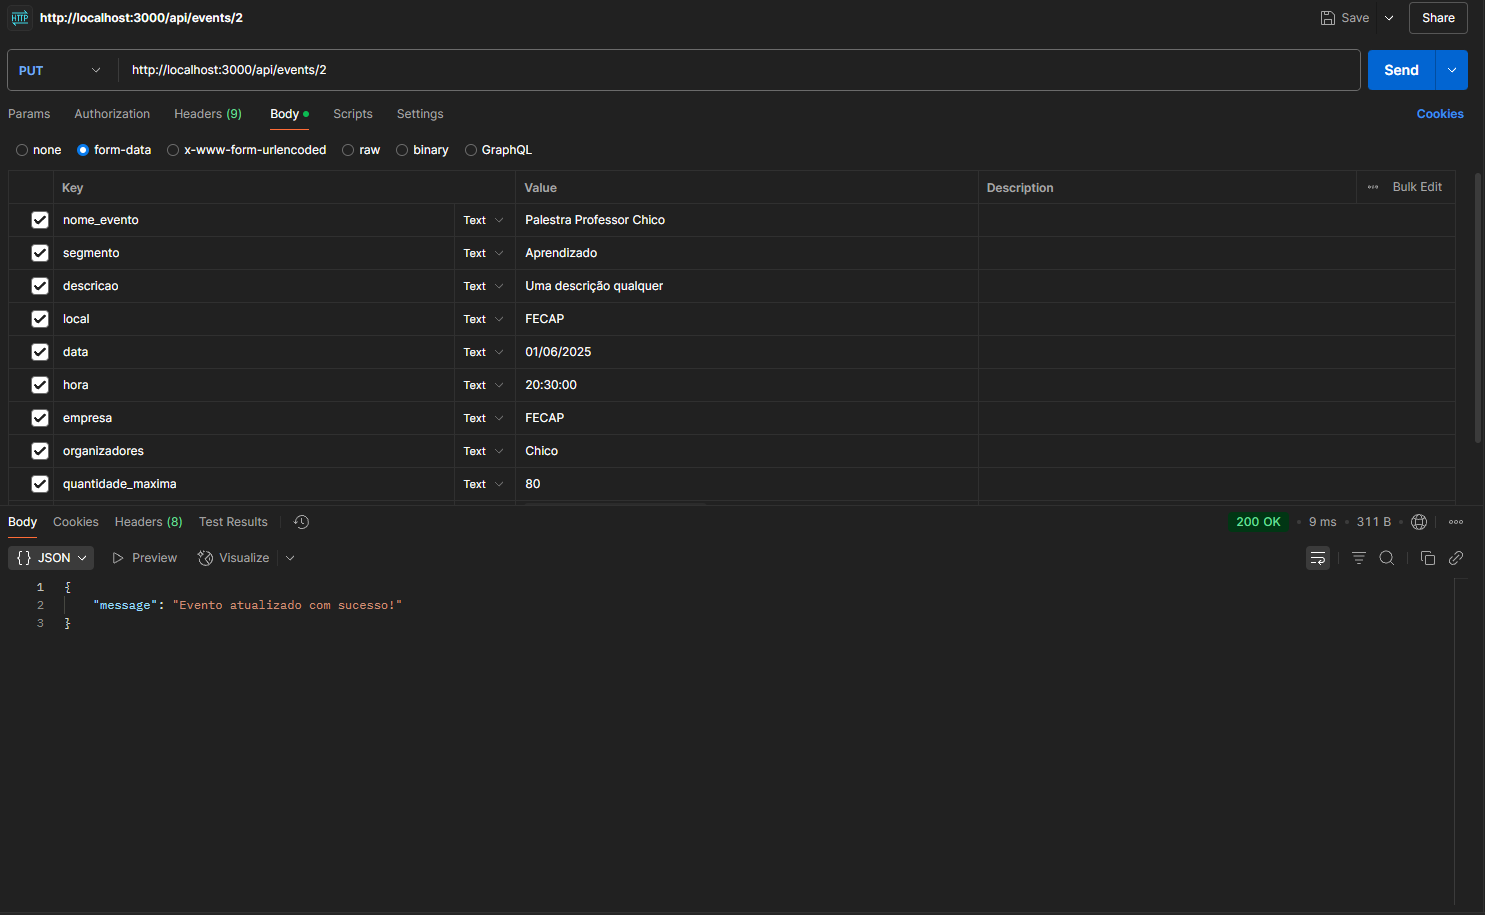 HTTP http://localhost:3000/api/events/2 Save Share
PUT http://localhost:3000/api/events/2 Send
Params Authorization Headers (9) Body Scripts Settings Cookies
none form-data x-www-form-urlencoded raw binary GraphQL
Key Value Description Bulk Edit
nome_evento Text Palestra Professor Chico
segmento Text Aprendizado
descricao Text Uma descrição qualquer
local Text FECAP
data Text 01/06/2025
hora Text 20:30:00
empresa Text FECAP
organizadores Text Chico
quantidade_maxima Text 80
Body Cookies Headers (8) Test Results 200 OK 9 ms 311 B
{} JSON Preview Visualize
1 {
2 "message": "Evento atualizado com sucesso!"
3 }